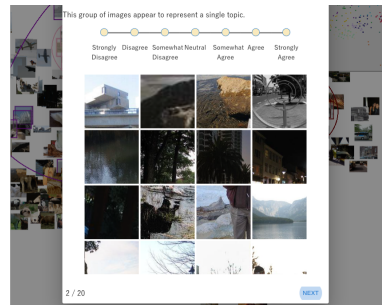 This group of images appear to represent a single topic.
Strongly Disagree Disagree Somewhat Disagree Neutral Somewhat Agree Agree Strongly Agree
2 / 20
NEXT